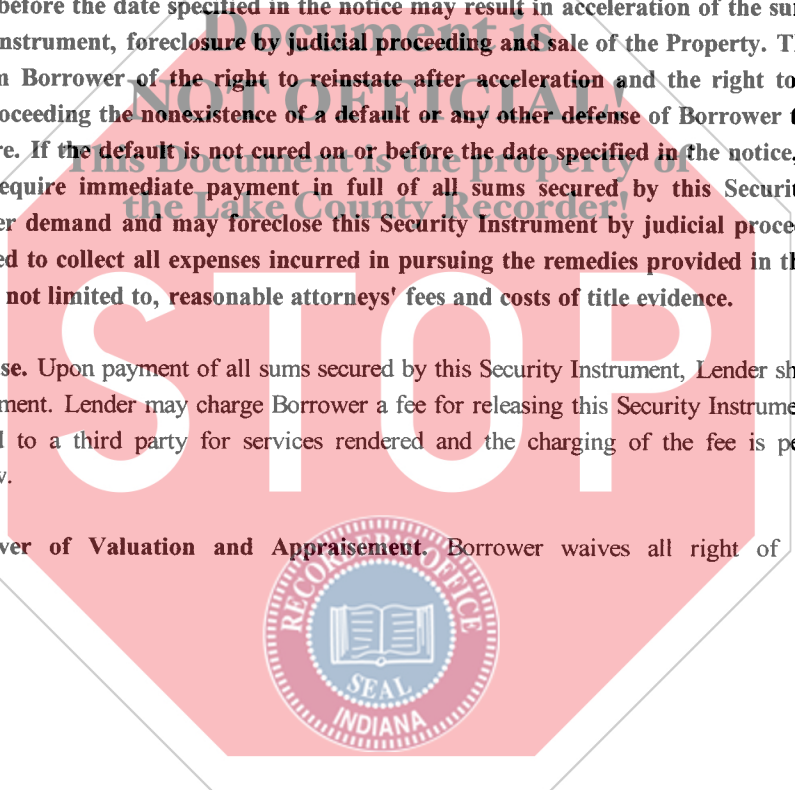 before the date specified in the notice may result in acceleration of the su
Document is
nstrument, foreclosure by judicial proceeding and sale of the Property. T
Borrower of the right to reinstate after acceleration and the right to
NOT OFFICIAL!
oceeding the nonexistence of a default or any other defense of Borrower
re. If the default is not cured on or before the date specified in the notice,
This Document is the property of
equire immediate payment in full of all sums secured by this Securit
the Lake County Recorder!
er demand and may foreclose this Security Instrument by judicial proce
ed to collect all expenses incurred in pursuing the remedies provided in th
not limited to, reasonable attorneys' fees and costs of title evidence.
STOP
se. Upon payment of all sums secured by this Security Instrument, Lender sh
ment. Lender may charge Borrower a fee for releasing this Security Instrume
to a third party for services rendered and the charging of the fee is pe
ver of Valuation and Appraisement. Borrower waives all right of
RECORDER'S OFFICE
SEAL
INDIANA